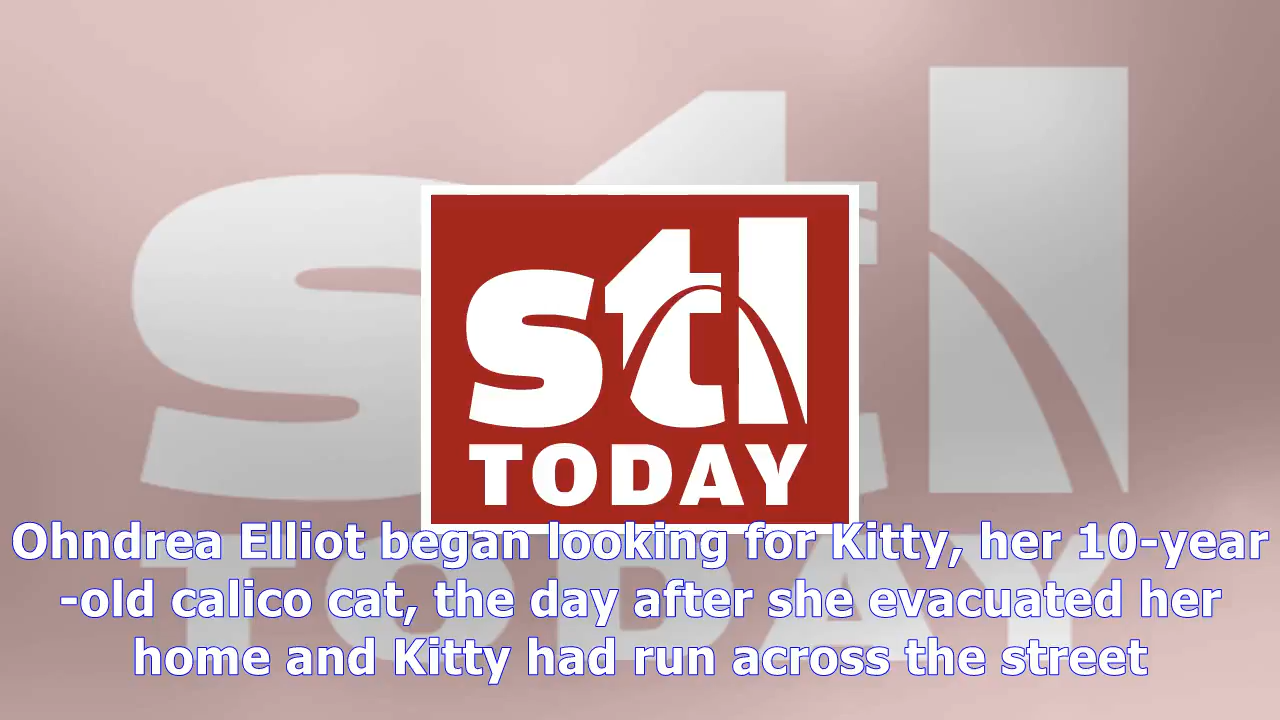 stl
TODAY
Ohndrea Elliot began looking for Kitty, her 10-year
-old calico cat, the day after she evacuated her
home and Kitty had run across the street